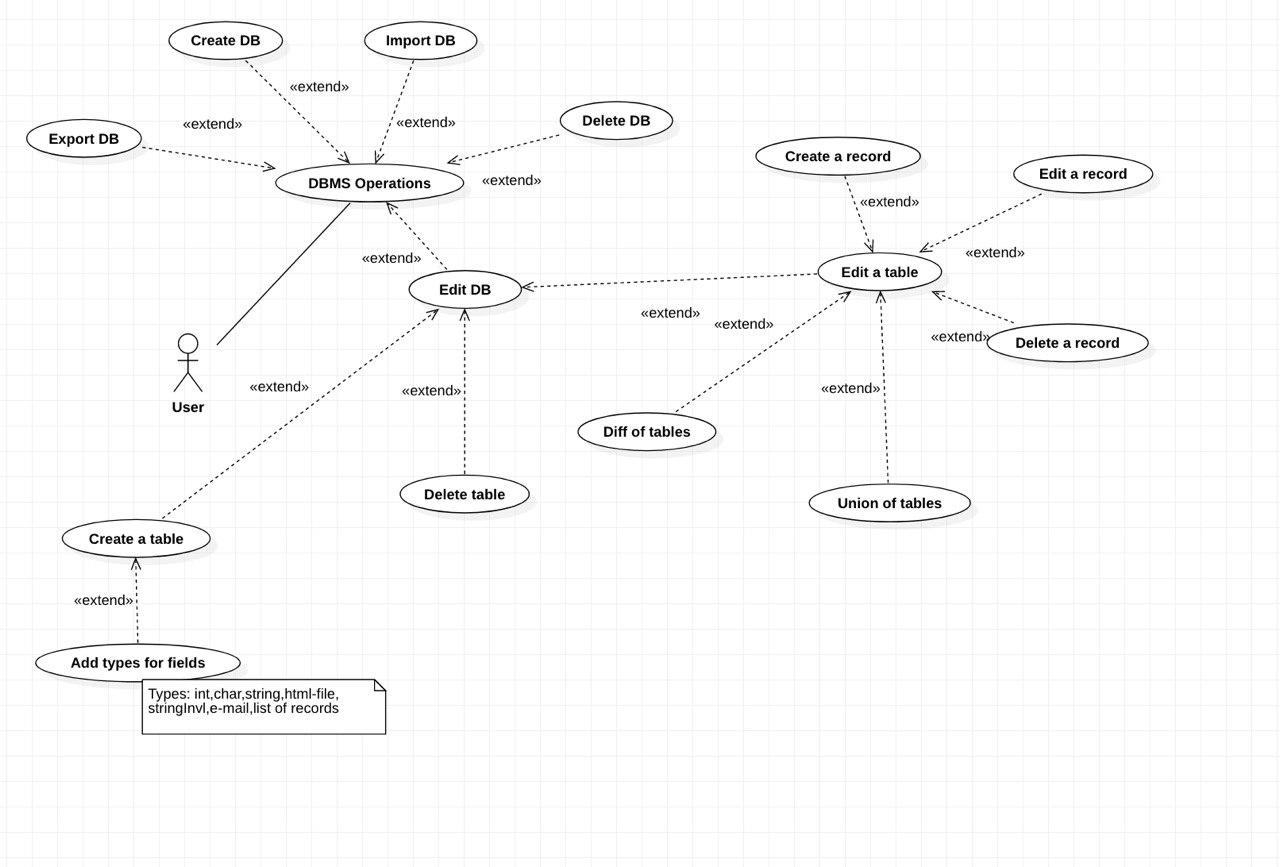 Create DB
Import DB
«extend»
«extend»
«extend»
Delete DB
Export DB
Create a record
Edit a record
DBMS Operations
«extend»
«extend»
«extend»
«extend»
Edit a table
Edit DB
«extend»
«extend»
«extend»
Delete a record
«extend»
«extend»
«extend»
User
Diff of tables
Delete table
Union of tables
Create a table
«extend»
Add types for fields
Types: int,char,string,html-file,
stringInvl,e-mail,list of records